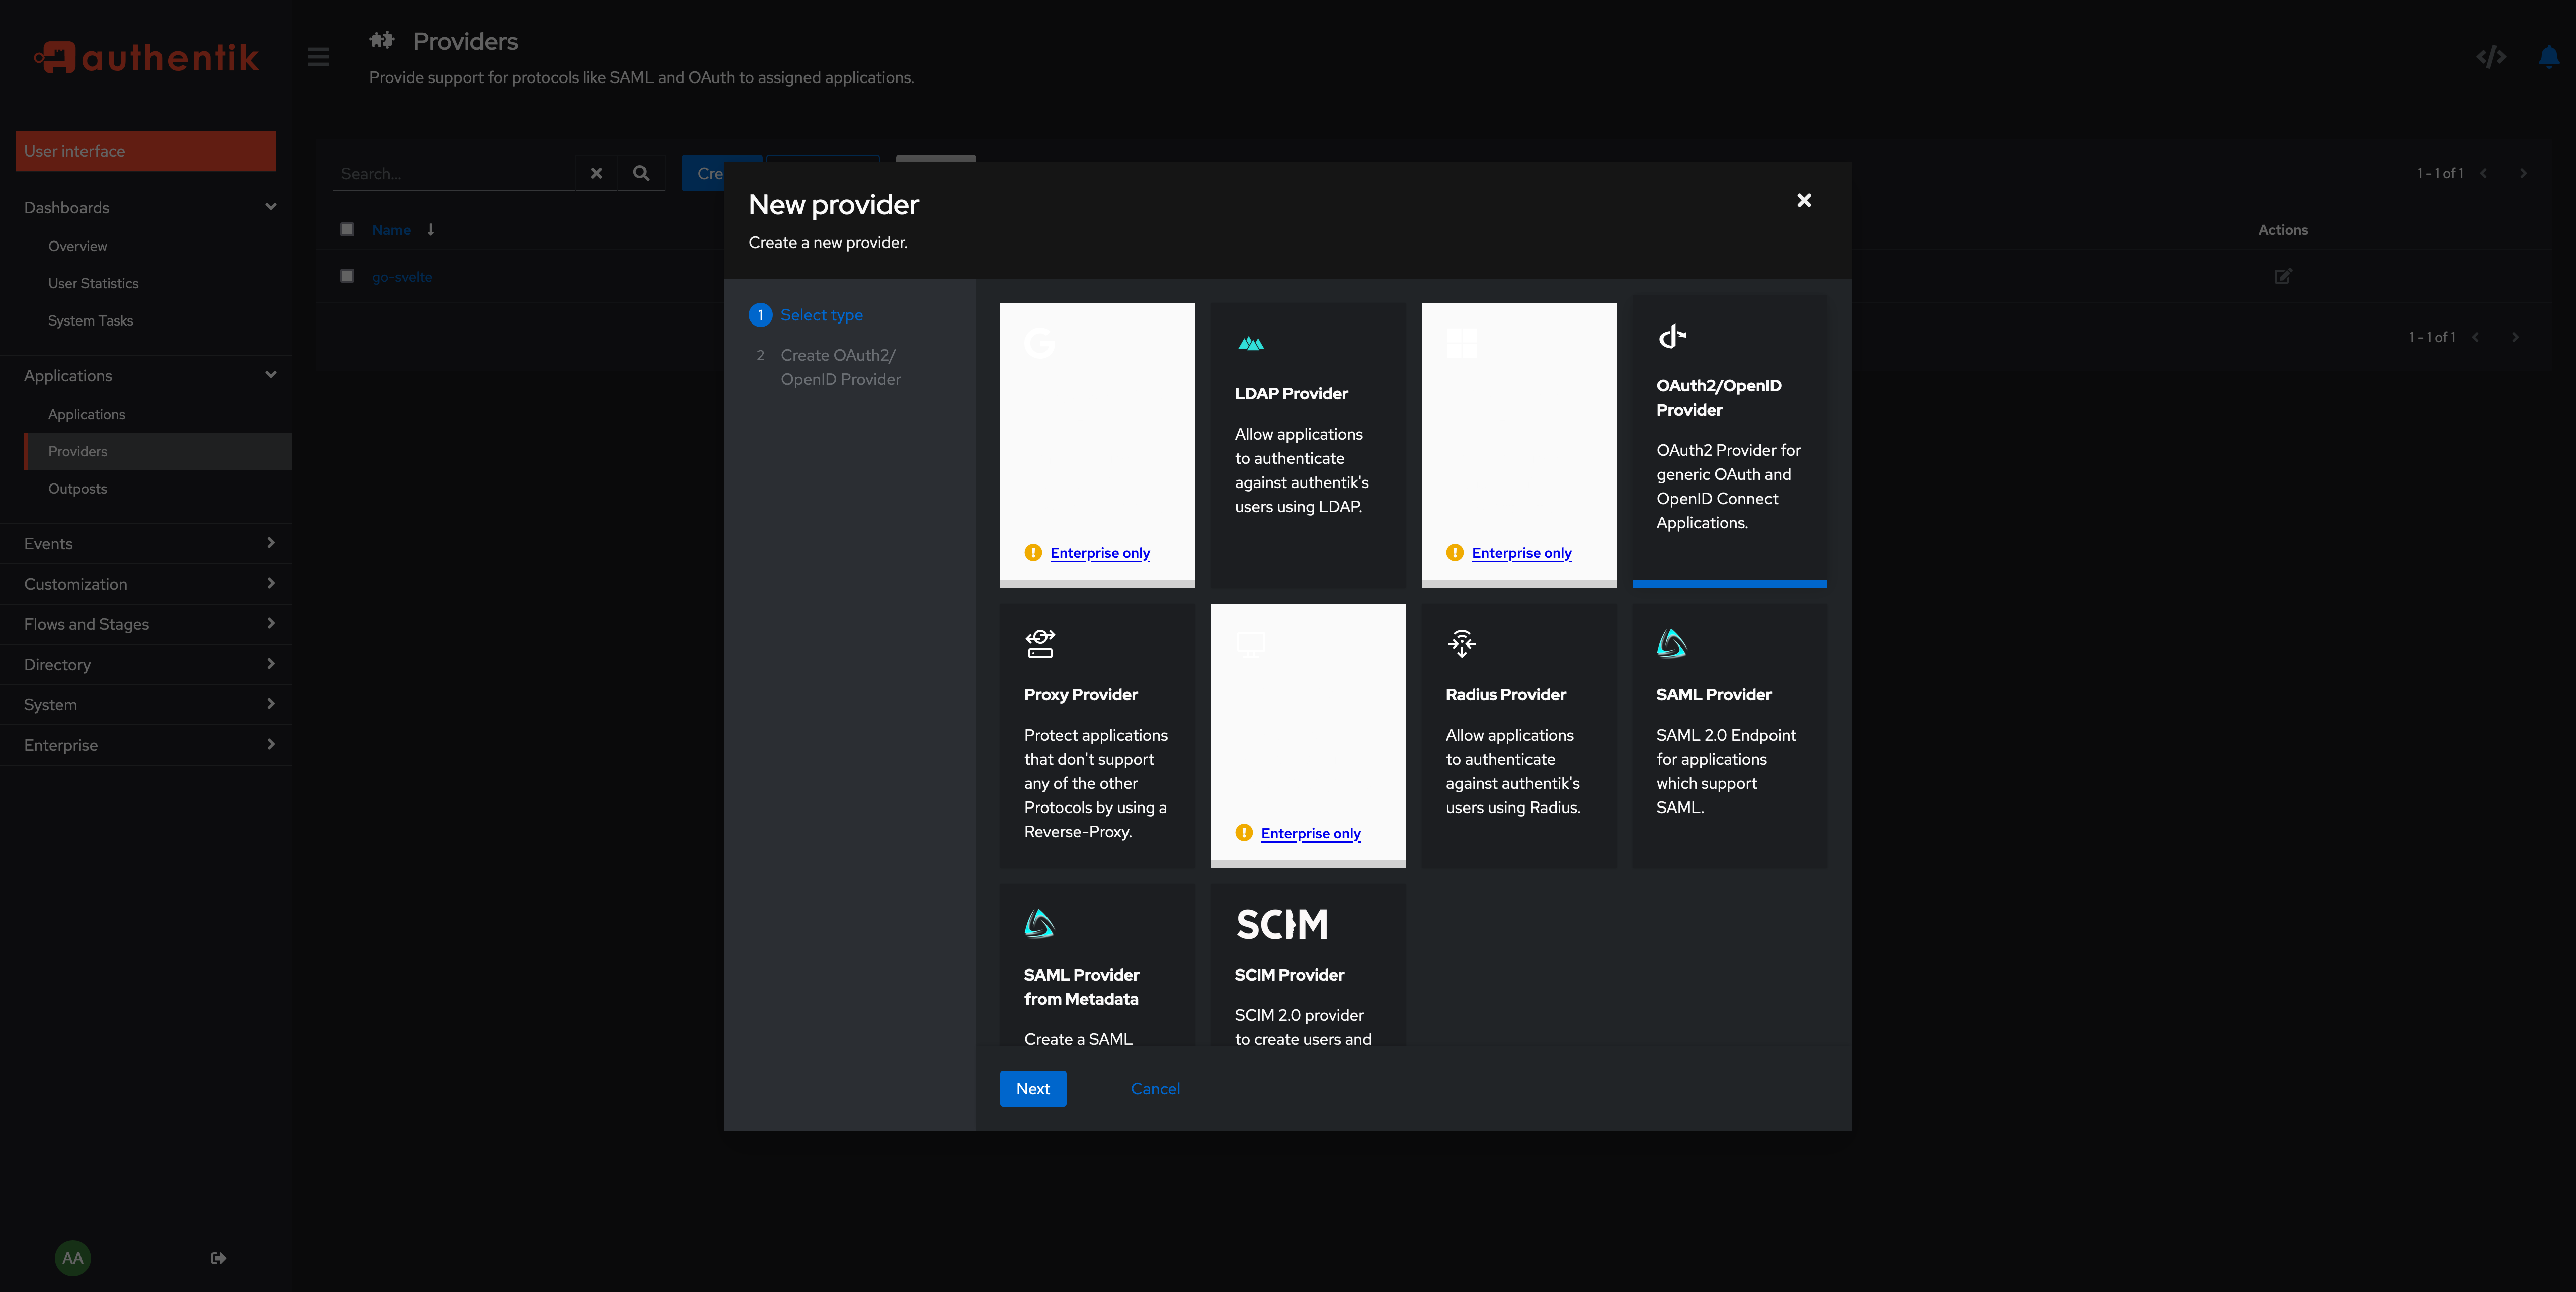 authentik
User interface
Dashboards
Overview
User Statistics
System Tasks
Applications
Applications
Providers
Outposts
Events
Customization
Flows and Stages
Directory
System
Enterprise
AA
Providers
Provide support for protocols like SAML and OAuth to assigned applications.
Search...
Cre
1 - 1 of 1
Name
Actions
go-svelte
1 - 1 of 1
New provider
Create a new provider.
1 Select type
2 Create OAuth2/
OpenID Provider
G
Enterprise only
LDAP Provider
Allow applications
to authenticate
against authentik's
users using LDAP.
Enterprise only
OAuth2/OpenID
Provider
OAuth2 Provider for
generic OAuth and
OpenID Connect
Applications.
Proxy Provider
Protect applications
that don't support
any of the other
Protocols by using a
Reverse-Proxy.
Enterprise only
Radius Provider
Allow applications
to authenticate
against authentik's
users using Radius.
SAML Provider
SAML 2.0 Endpoint
for applications
which support
SAML.
SAML Provider
from Metadata
Create a SAML
SCIM
SCIM Provider
SCIM 2.0 provider
to create users and
Next
Cancel